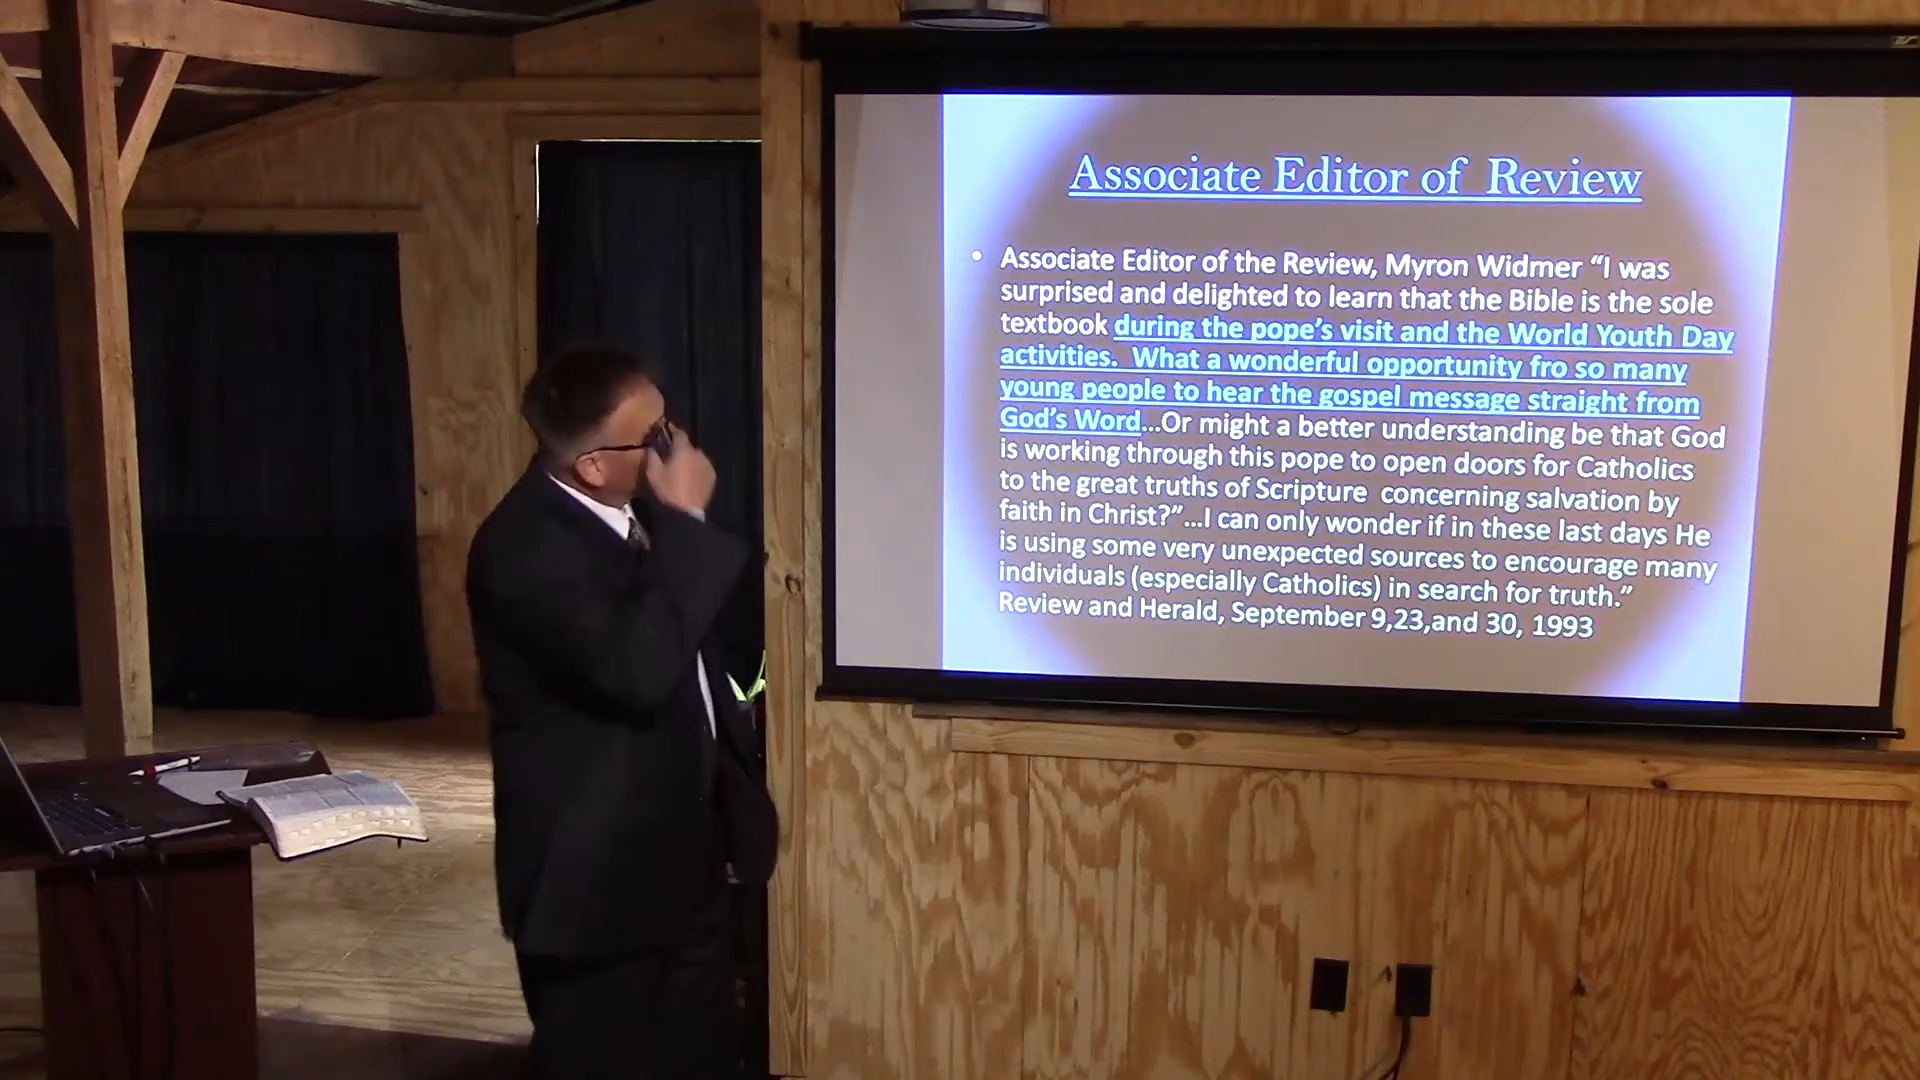 Associate Editor of Review
• Associate Editor of the Review, Myron Widmer “I was
surprised and delighted to learn that the Bible is the sole
textbook during the pope’s visit and the World Youth Day
activities. What a wonderful opportunity fro so many
young people to hear the gospel message straight from
God’s Word...Or might a better understanding be that God
is working through this pope to open doors for Catholics
to the great truths of Scripture concerning salvation by
faith in Christ?”...I can only wonder if in these last days He
is using some very unexpected sources to encourage many
individuals (especially Catholics) in search for truth.”
Review and Herald, September 9,23,and 30, 1993